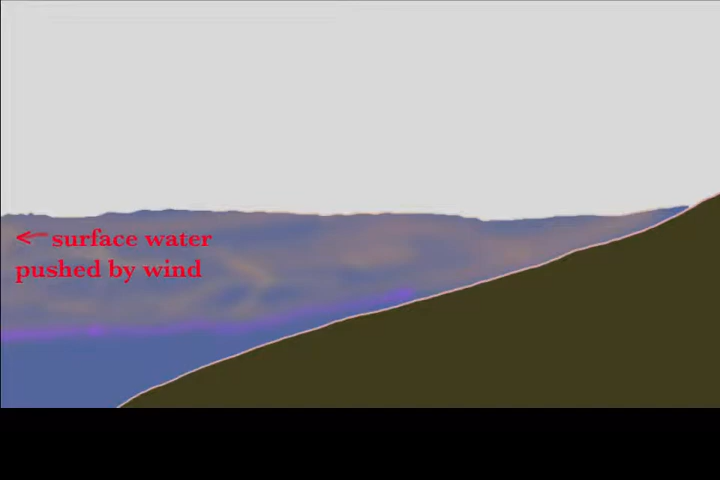 ← surface water
pushed by wind